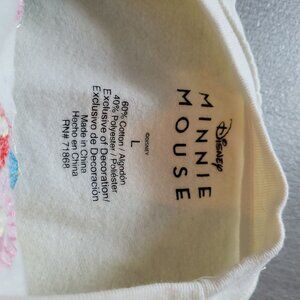 Disney
MINNIE
MOUSE
©DISNEY
L
60% Cotton / Algodón
40% Polyester / Poliéster
Exclusive of Decoration/
Exclusivo de Decoración
Made in China
Hecho en China
RN# 71868